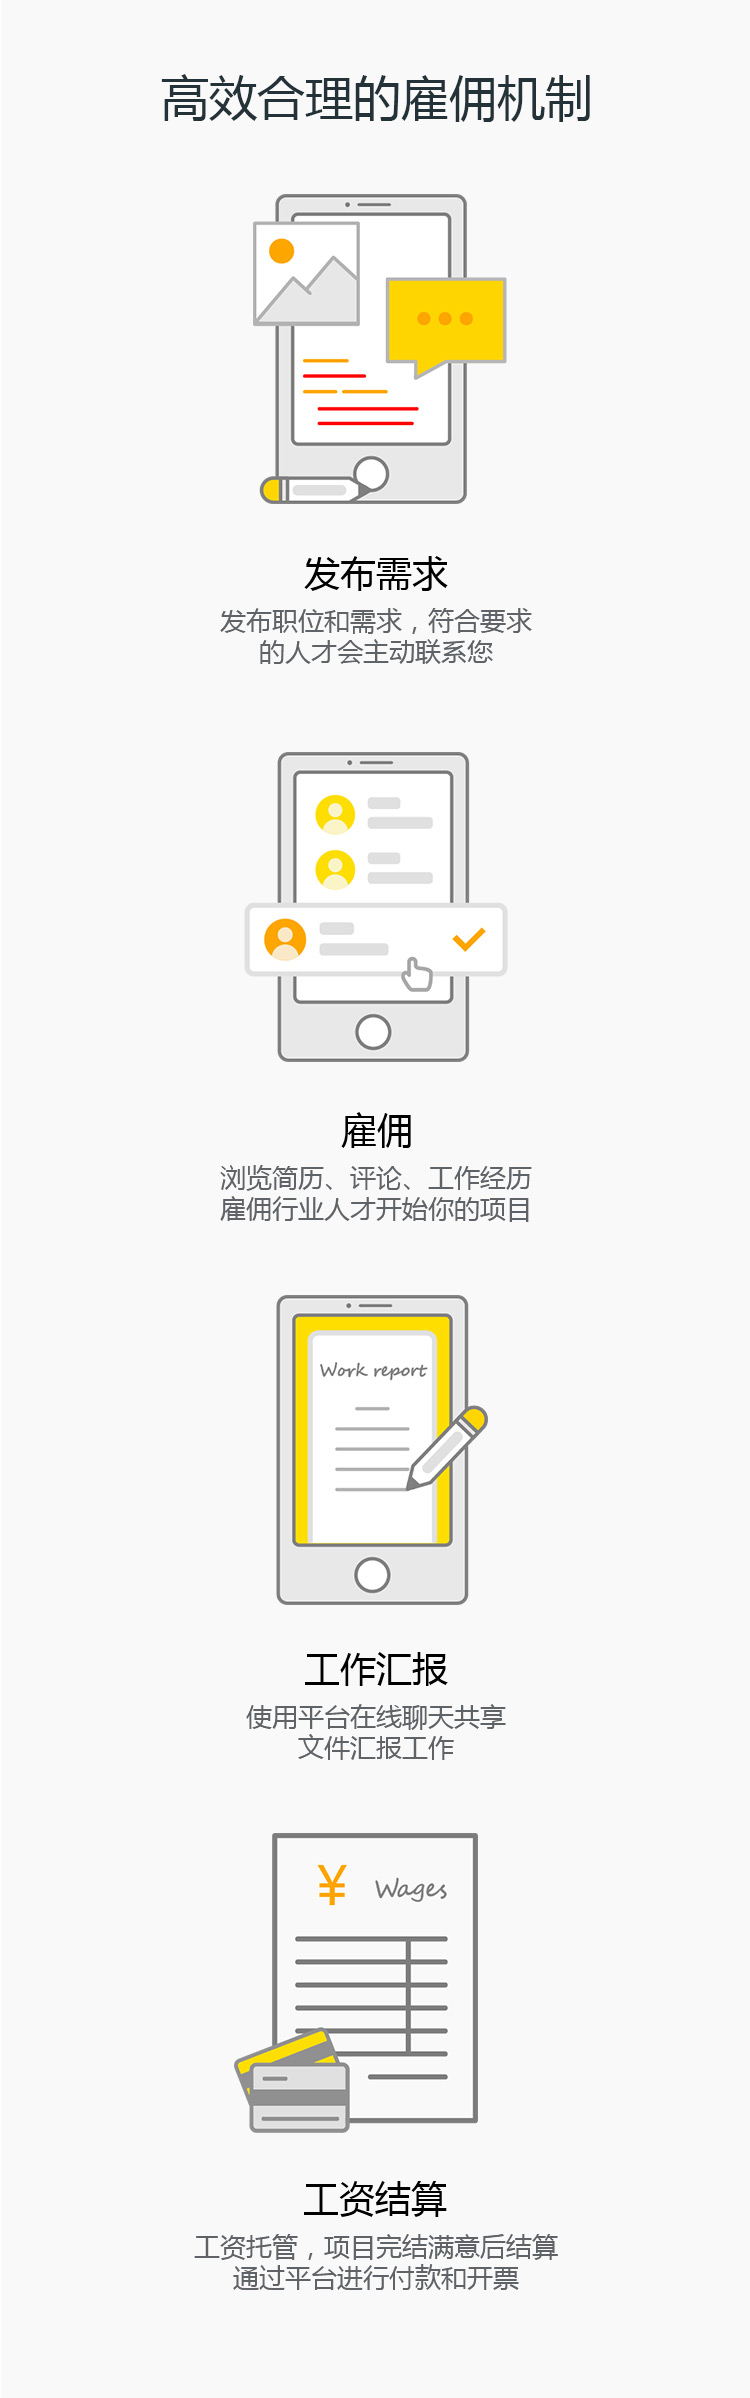 高效合理的雇佣机制
发布需求
发布职位和需求，符合要求
的人才会主动联系您
雇佣
浏览简历、评论、工作经历
雇佣行业人才开始你的项目
Work report
工作汇报
使用平台在线聊天共享
文件汇报工作
¥ Wages
工资结算
工资托管，项目完结满意后结算
通过平台进行付款和开票